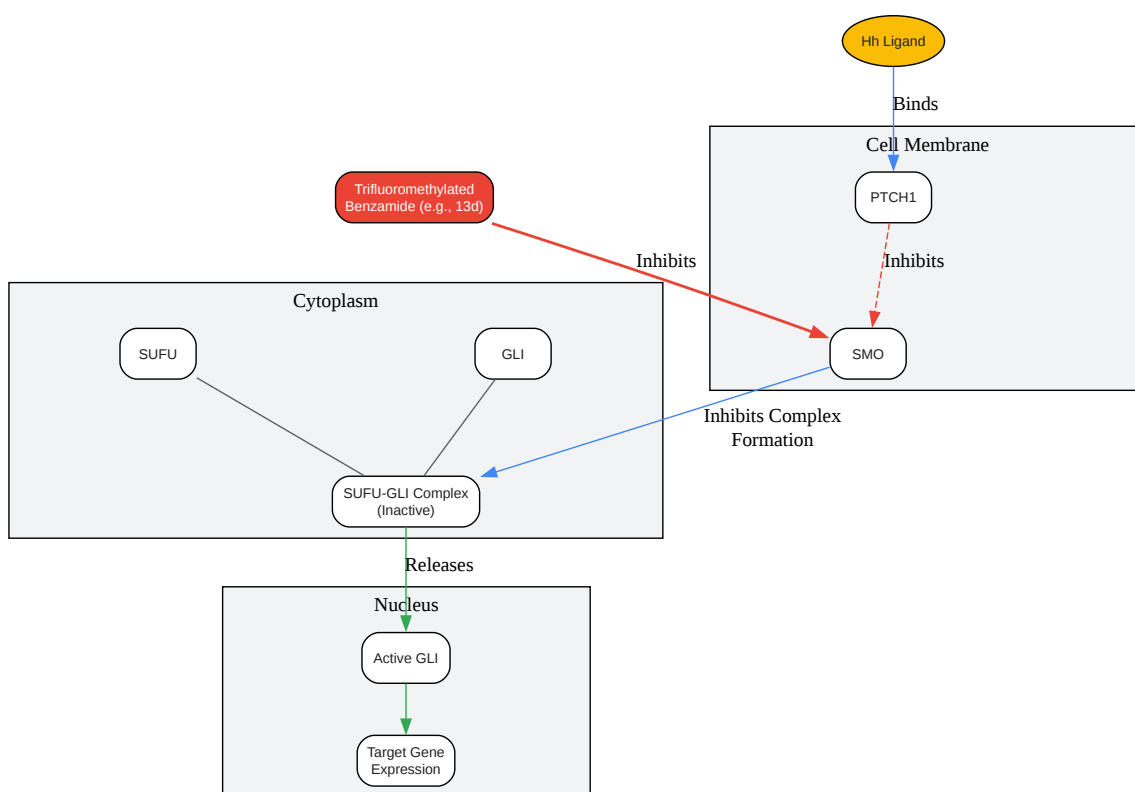 Hh Ligand
Binds
Cell Membrane
Trifluoromethylated
Benzamide (e.g., 13d)
PTCH1
Inhibits
Inhibits
Cytoplasm
SUFU
GLI
SMO
Inhibits Complex
Formation
SUFU-GLI Complex
(Inactive)
Releases
Nucleus
Active GLI
Target Gene
Expression